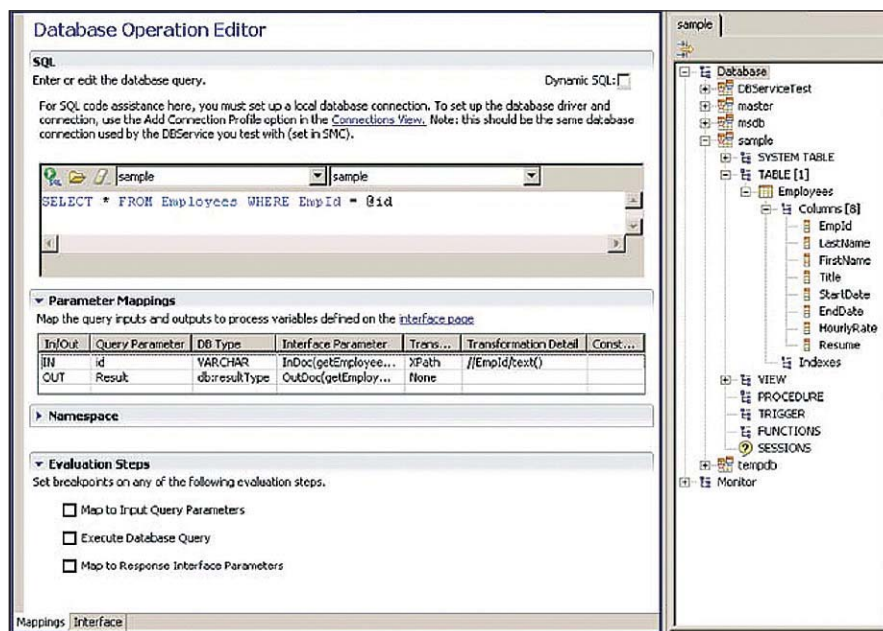 Database Operation Editor
SQL
Enter or edit the database query.
Dynamic SQL:
For SQL code assistance here, you must set up a local database connection. To set up the database driver and
connection, use the Add Connection Profile option in the Connections View. Note: this should be the same database
connection used by the DBService you test with (set in SMC).
sample sample
SELECT * FROM Employees WHERE EmpId = @id
Parameter Mappings
Map the query inputs and outputs to process variables defined on the interface page
In/Out Query Parameter DB Type Interface Parameter Trans... Transformation Detail Const...
IN id VARCHAR InDoc(getEmployee... XPath //EmpId/text()
OUT Result db:resultType OutDoc(getEmploy... None
Namespace
Evaluation Steps
Set breakpoints on any of the following evaluation steps.
Map to Input Query Parameters
Execute Database Query
Map to Response Interface Parameters
Mappings Interface
sample
Database
DBServiceTest
master
msdb
sample
SYSTEM TABLE
TABLE [1]
Employees
Columns [8]
EmpId
LastName
FirstName
Title
StartDate
EndDate
HourlyRate
Resume
Indexes
VIEW
PROCEDURE
TRIGGER
FUNCTIONS
SESSIONS
tempdb
Monitor